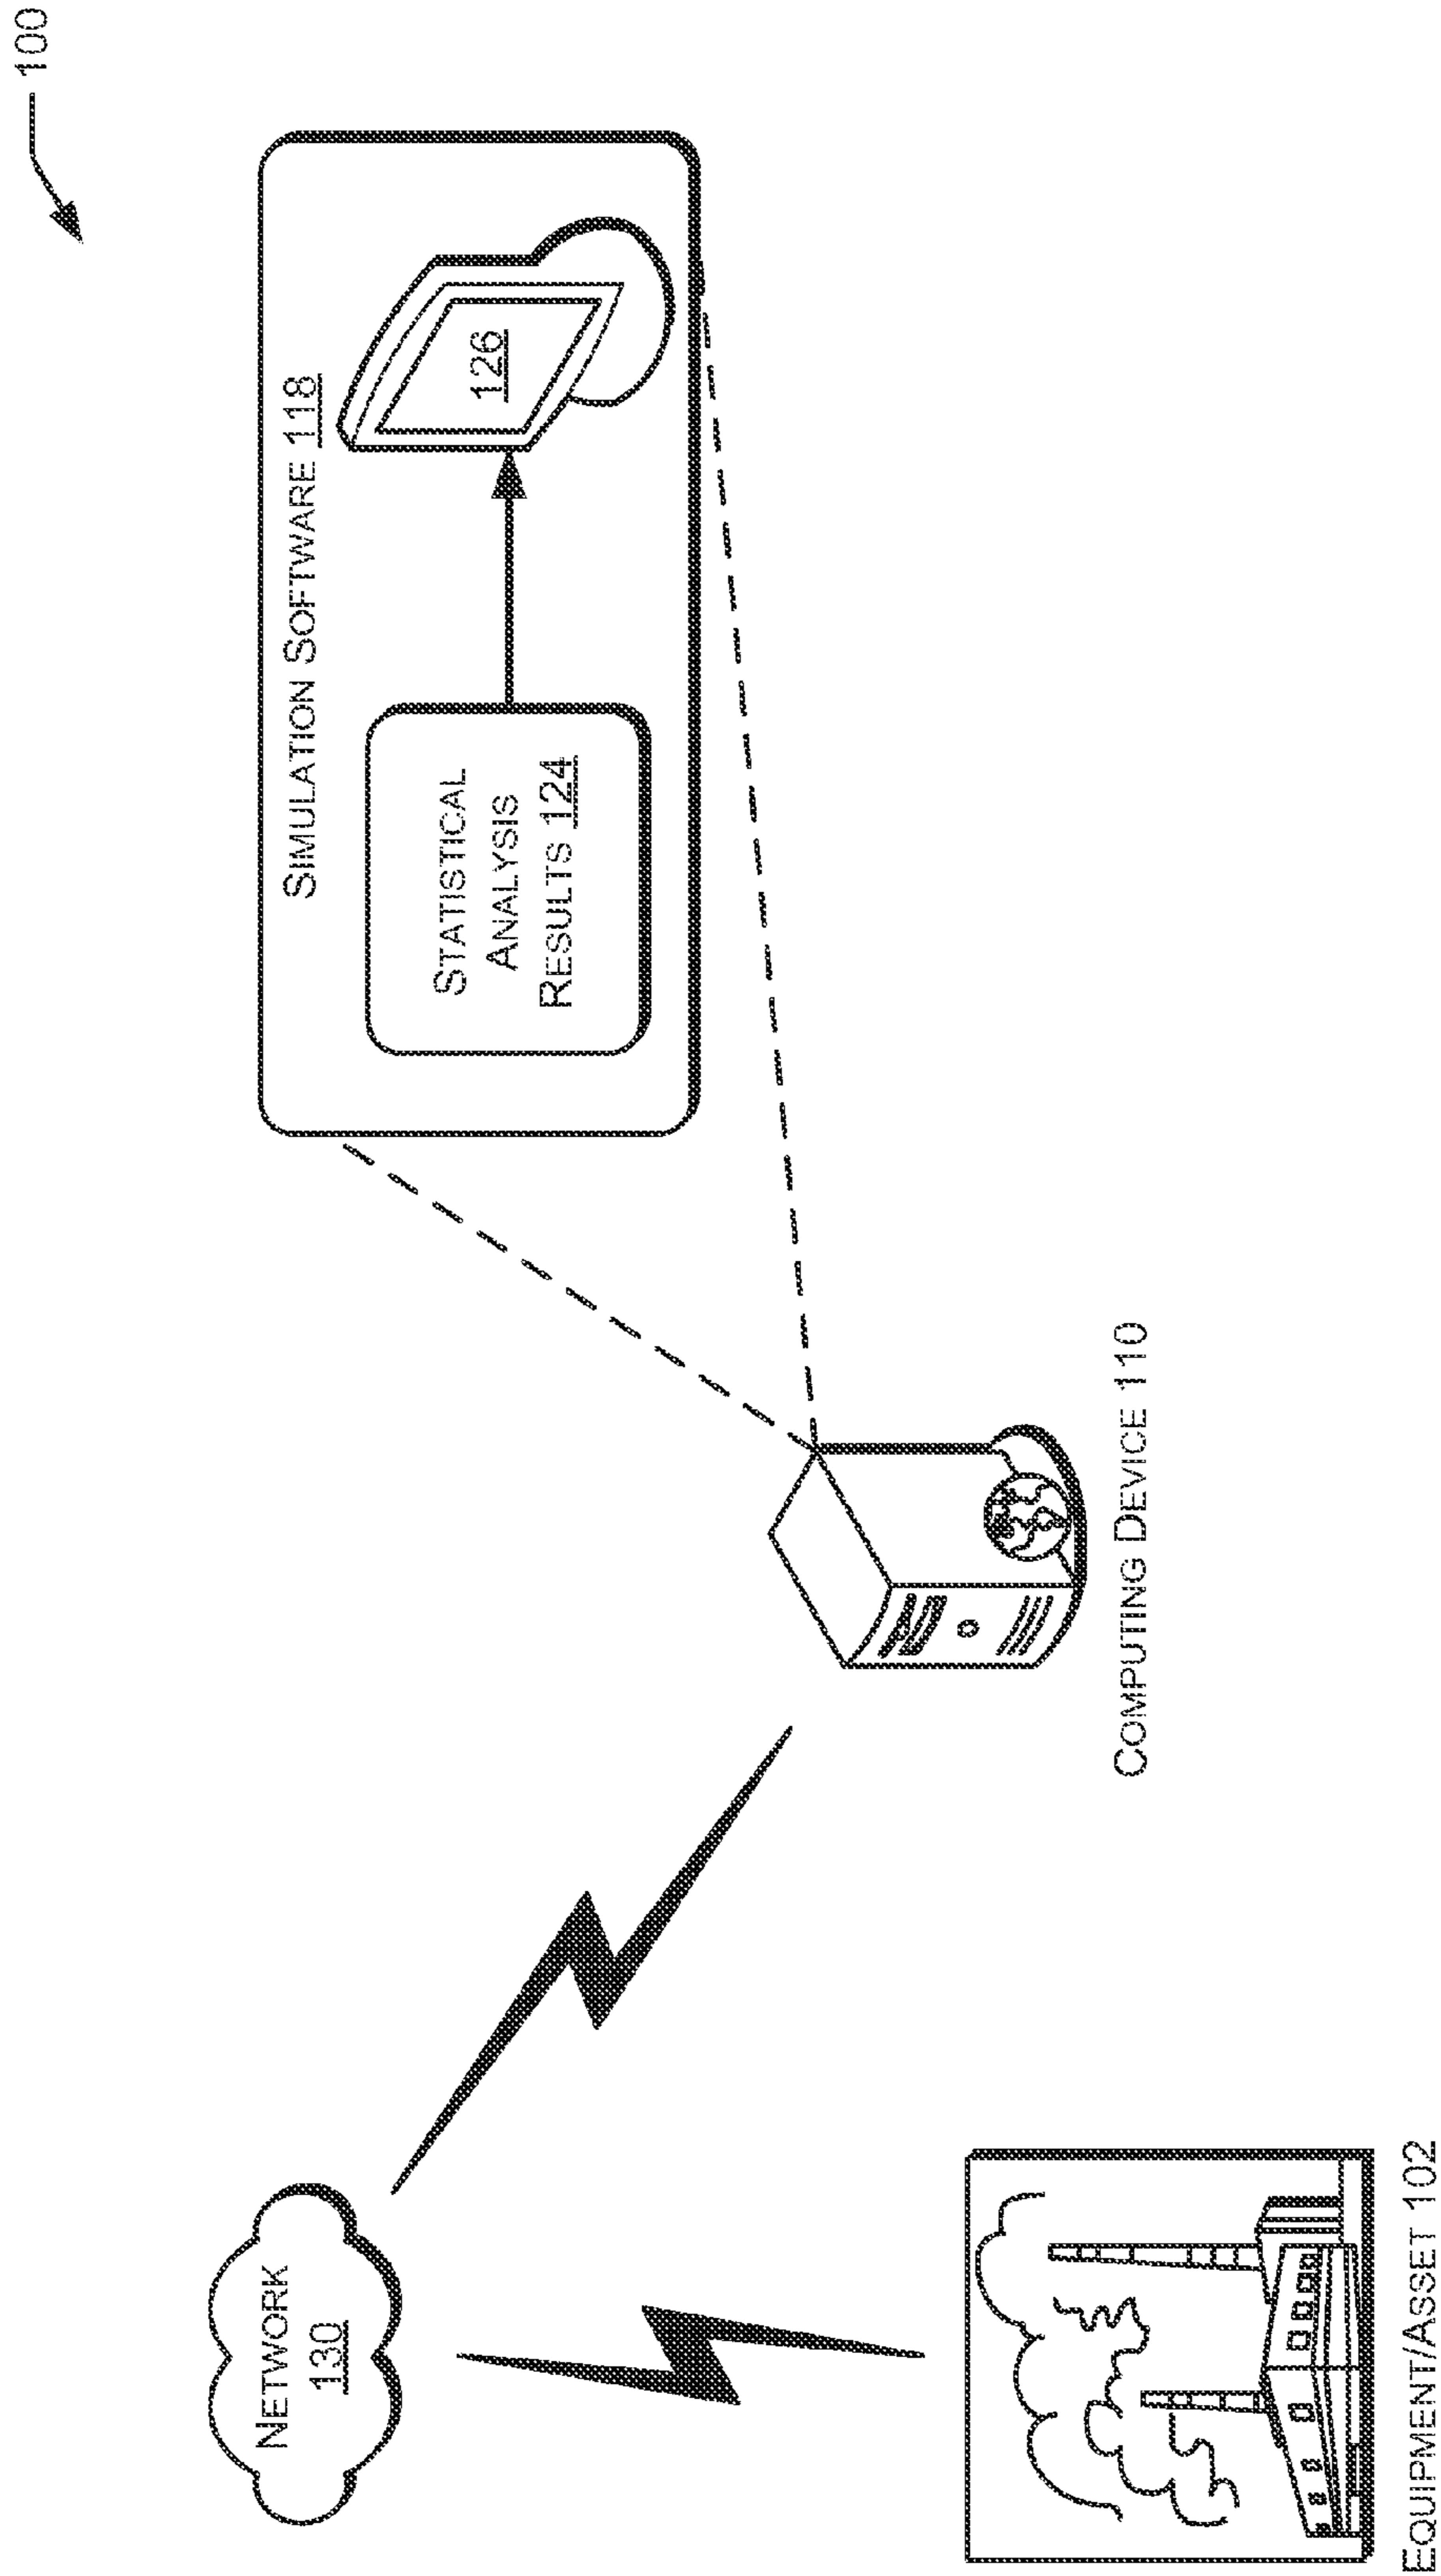 100
SIMULATION SOFTWARE 118
STATISTICAL
ANALYSIS
RESULTS 124
126
NETWORK
130
COMPUTING DEVICE 110
EQUIPMENT/ASSET 102